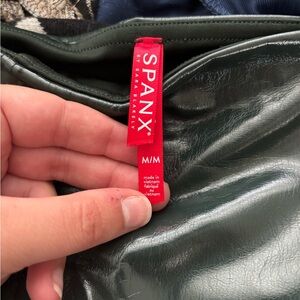 SPANX®
BY SARA BLAKELY
M/M
made in
vietnam
fabriqué
au
vietnam